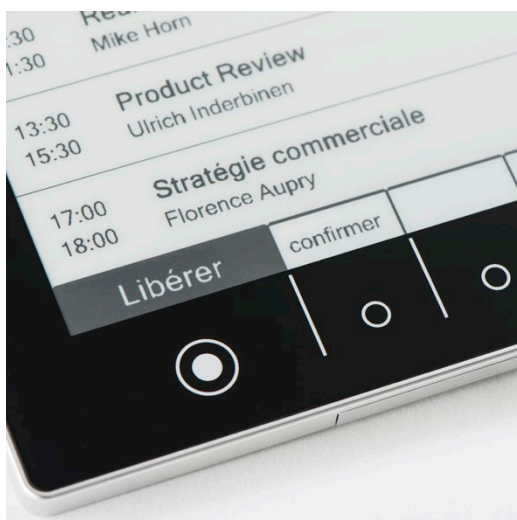 :30
1:30
Mike Horn
13:30
15:30
Product Review
Ulrich Inderbinen
17:00
18:00
Stratégie commerciale
Florence Aupry
Libérer
confirmer